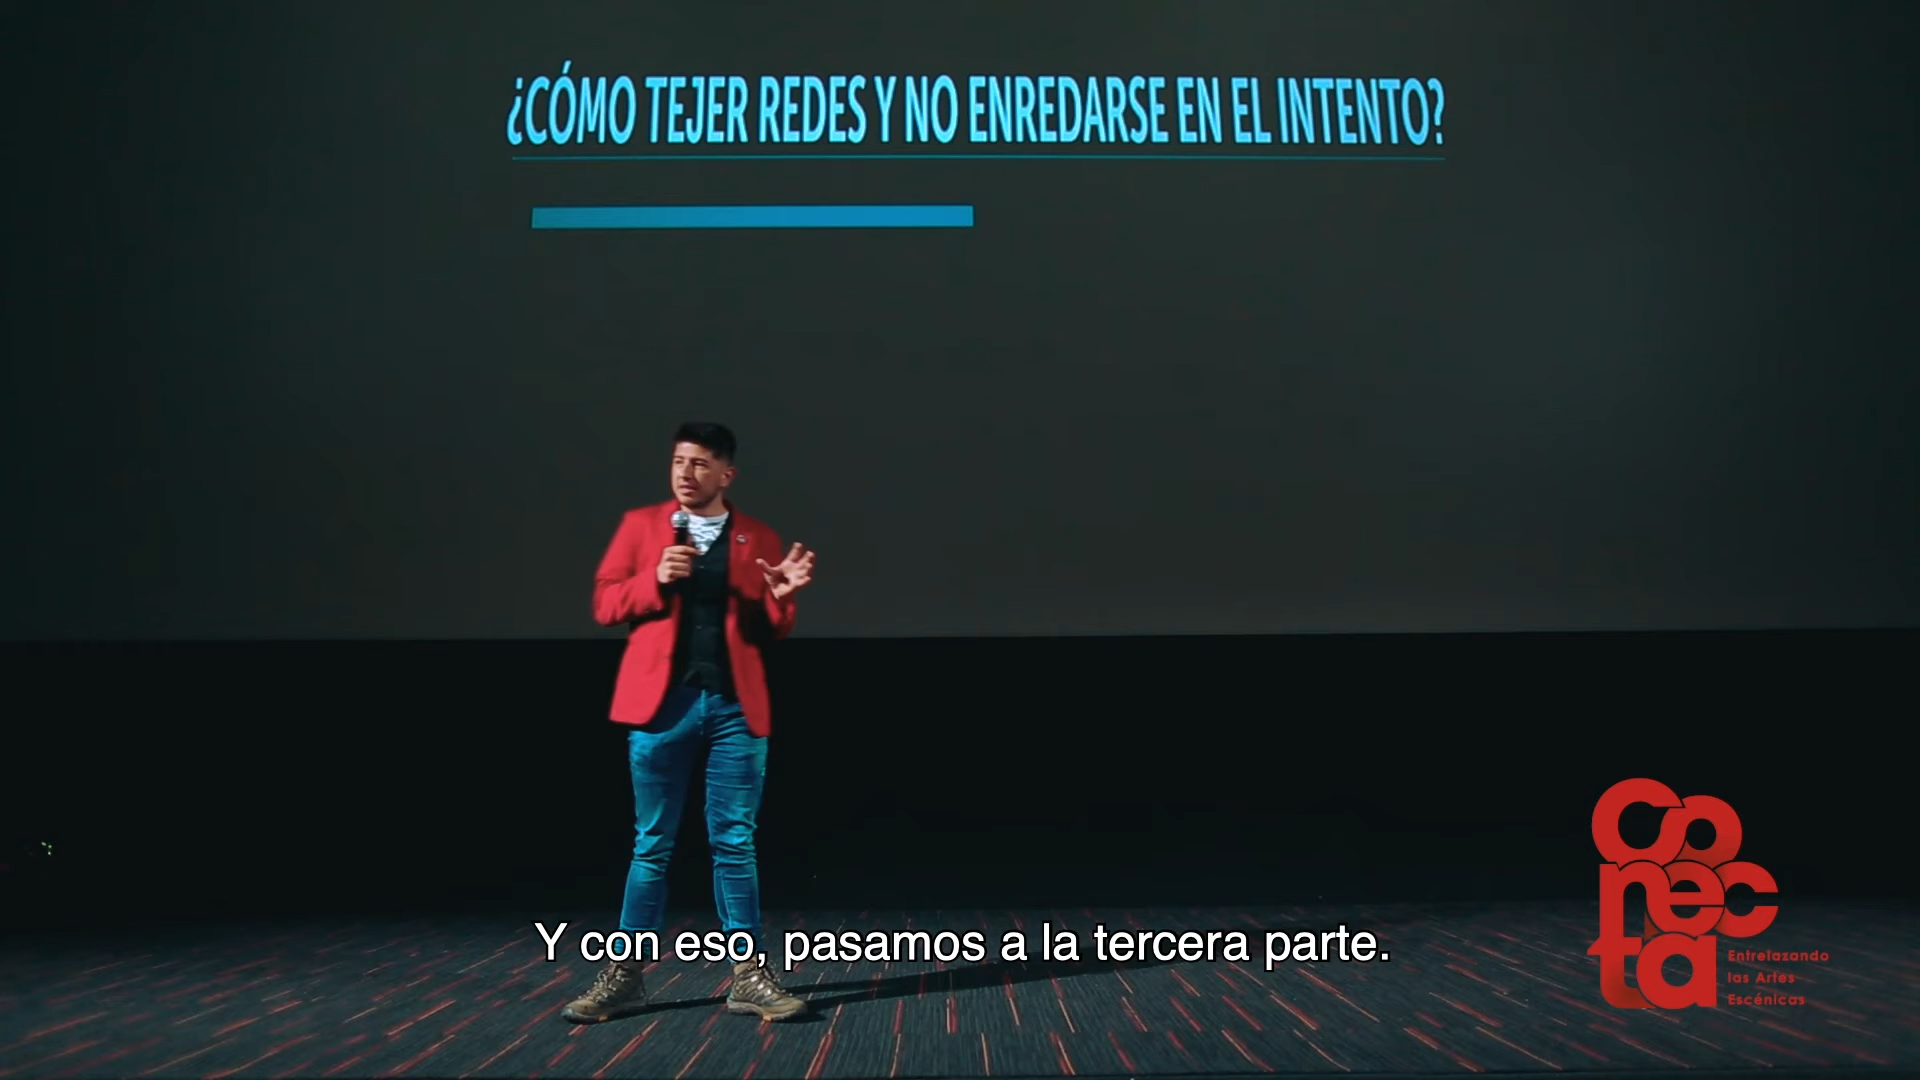 ¿CÓMO TEJER REDES Y NO ENREDARSE EN EL INTENTO?
Y con eso, pasamos a la tercera parte.
co
nec
ta
Entrelazando
las Artes
Escénicas